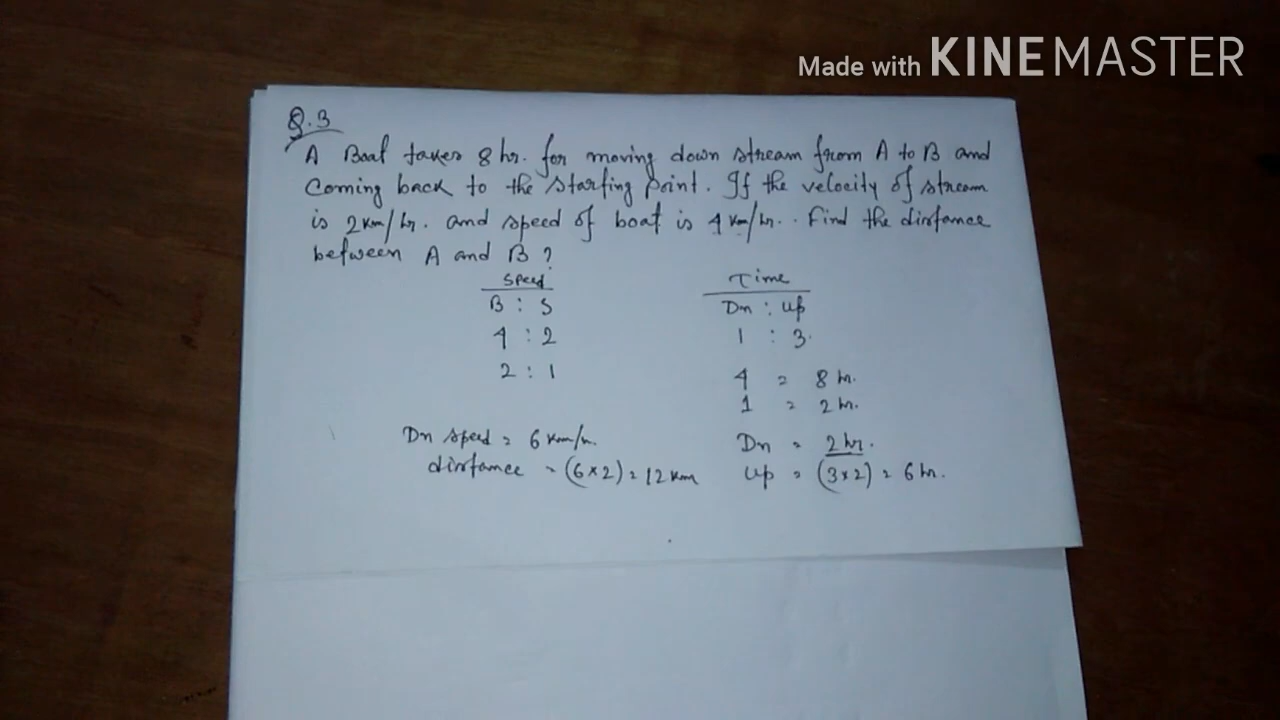 Made with KINEMASTER
Q.3
A Boat takes 8 hr. for moving down stream from A to B and
coming back to the starting point. If the velocity of stream
is 2 km/hr. and speed of boat is 4 km/hr. . Find the distance
between A and B ?
Speed Time
B : S Dn : Up
4 : 2 1 : 3
2 : 1
4 = 8 hr.
1 = 2 hr.
Dn speed = 6 km/h. Dn = 2 hr.
distance = (6×2) = 12 km Up = (3×2) = 6 hr.